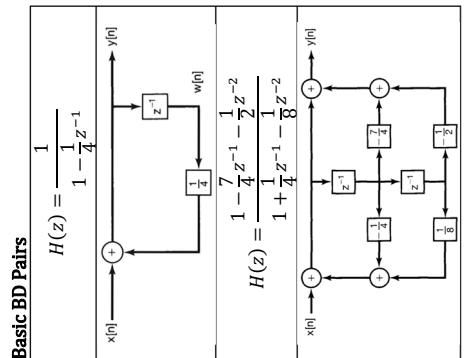 Basic BD Pairs
H(z) = 1 / (1 − 1/4 z⁻¹)
x[n] + y[n]
z⁻¹
w[n]
1/4
H(z) = (1 − 7/4 z⁻¹ − 1/2 z⁻²) / (1 + 1/4 z⁻¹ − 1/8 z⁻²)
x[n] + + y[n]
z⁻¹
+ −1/4 −7/4 +
z⁻¹
1/8 −1/2